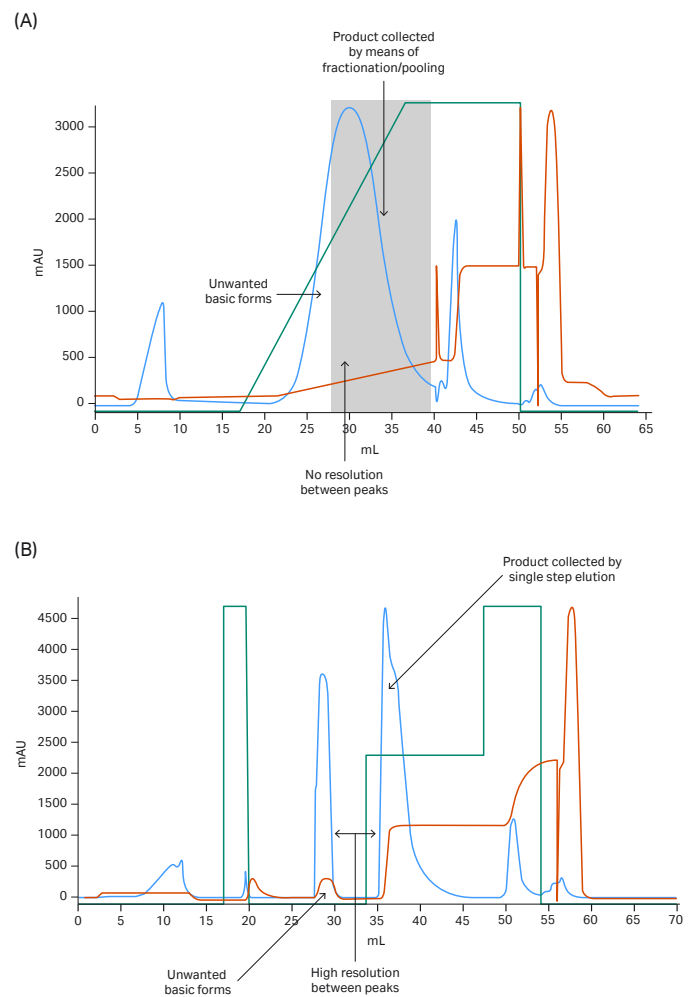 (A)
Product collected
by means of
fractionation/pooling
3000
2500
2000
1500
1000
500
0
mAU
Unwanted
basic forms
0 5 10 15 20 25 30 35 40 45 50 55 60 65
mL
No resolution
between peaks
(B)
Product collected by
single step elution
4500
4000
3500
3000
2500
2000
1500
1000
500
0
mAU
0 5 10 15 20 25 30 35 40 45 50 55 60 65 70
mL
Unwanted
basic forms
High resolution
between peaks